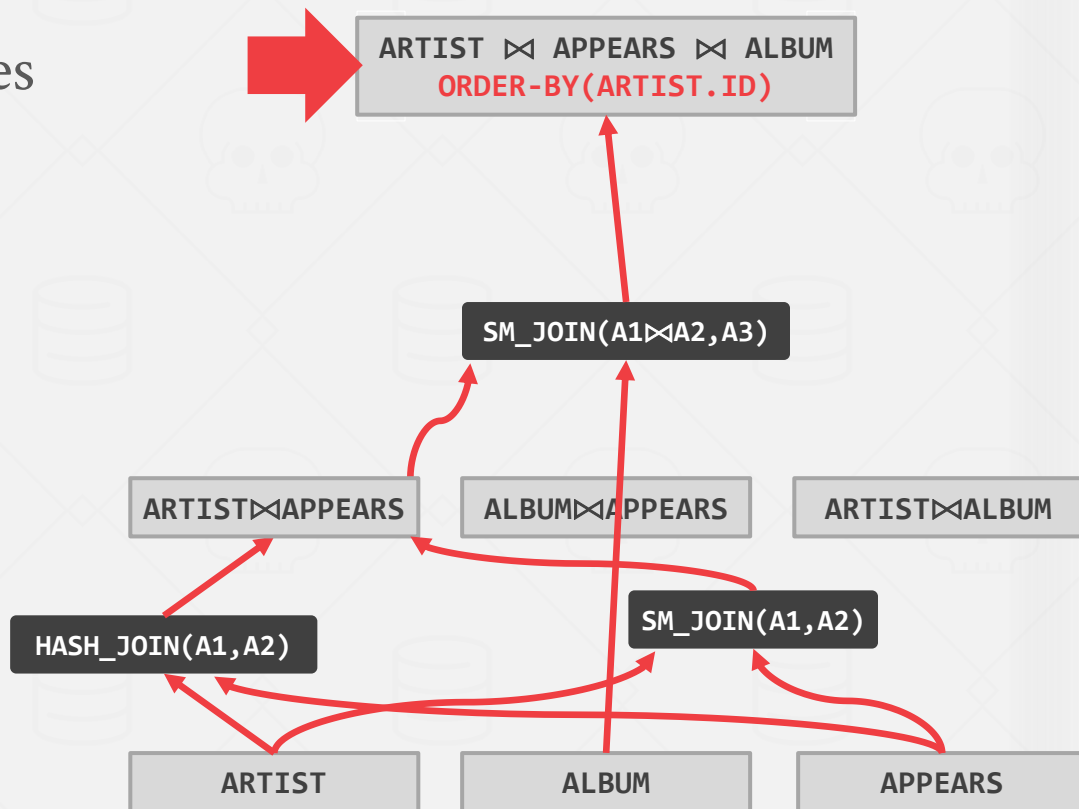 es
ARTIST ⋈ APPEARS ⋈ ALBUM
ORDER-BY(ARTIST.ID)
SM_JOIN(A1⋈A2,A3)
ARTIST⋈APPEARS
ALBUM⋈APPEARS
ARTIST⋈ALBUM
SM_JOIN(A1,A2)
HASH_JOIN(A1,A2)
ARTIST
ALBUM
APPEARS